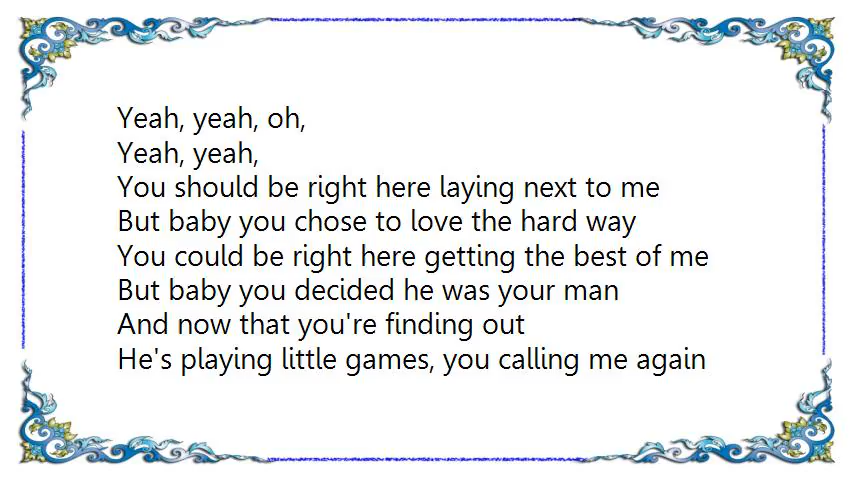 Yeah, yeah, oh,
Yeah, yeah,
You should be right here laying next to me
But baby you chose to love the hard way
You could be right here getting the best of me
But baby you decided he was your man
And now that you're finding out
He's playing little games, you calling me again